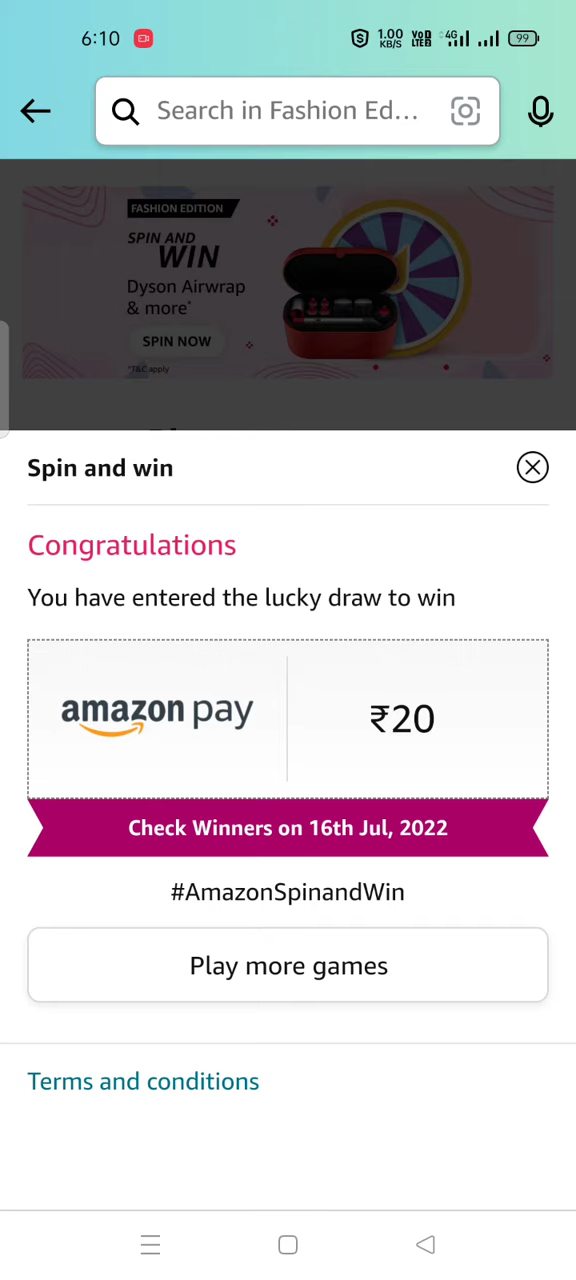 6:10
1.00 KB/S
VoD LTE2
4G
99
Search in Fashion Ed...
FASHION EDITION
SPIN AND
WIN
Dyson Airwrap
& more*
SPIN NOW
*T&C apply
Spin and win
Congratulations
You have entered the lucky draw to win
amazon pay
₹20
Check Winners on 16th Jul, 2022
#AmazonSpinandWin
Play more games
Terms and conditions